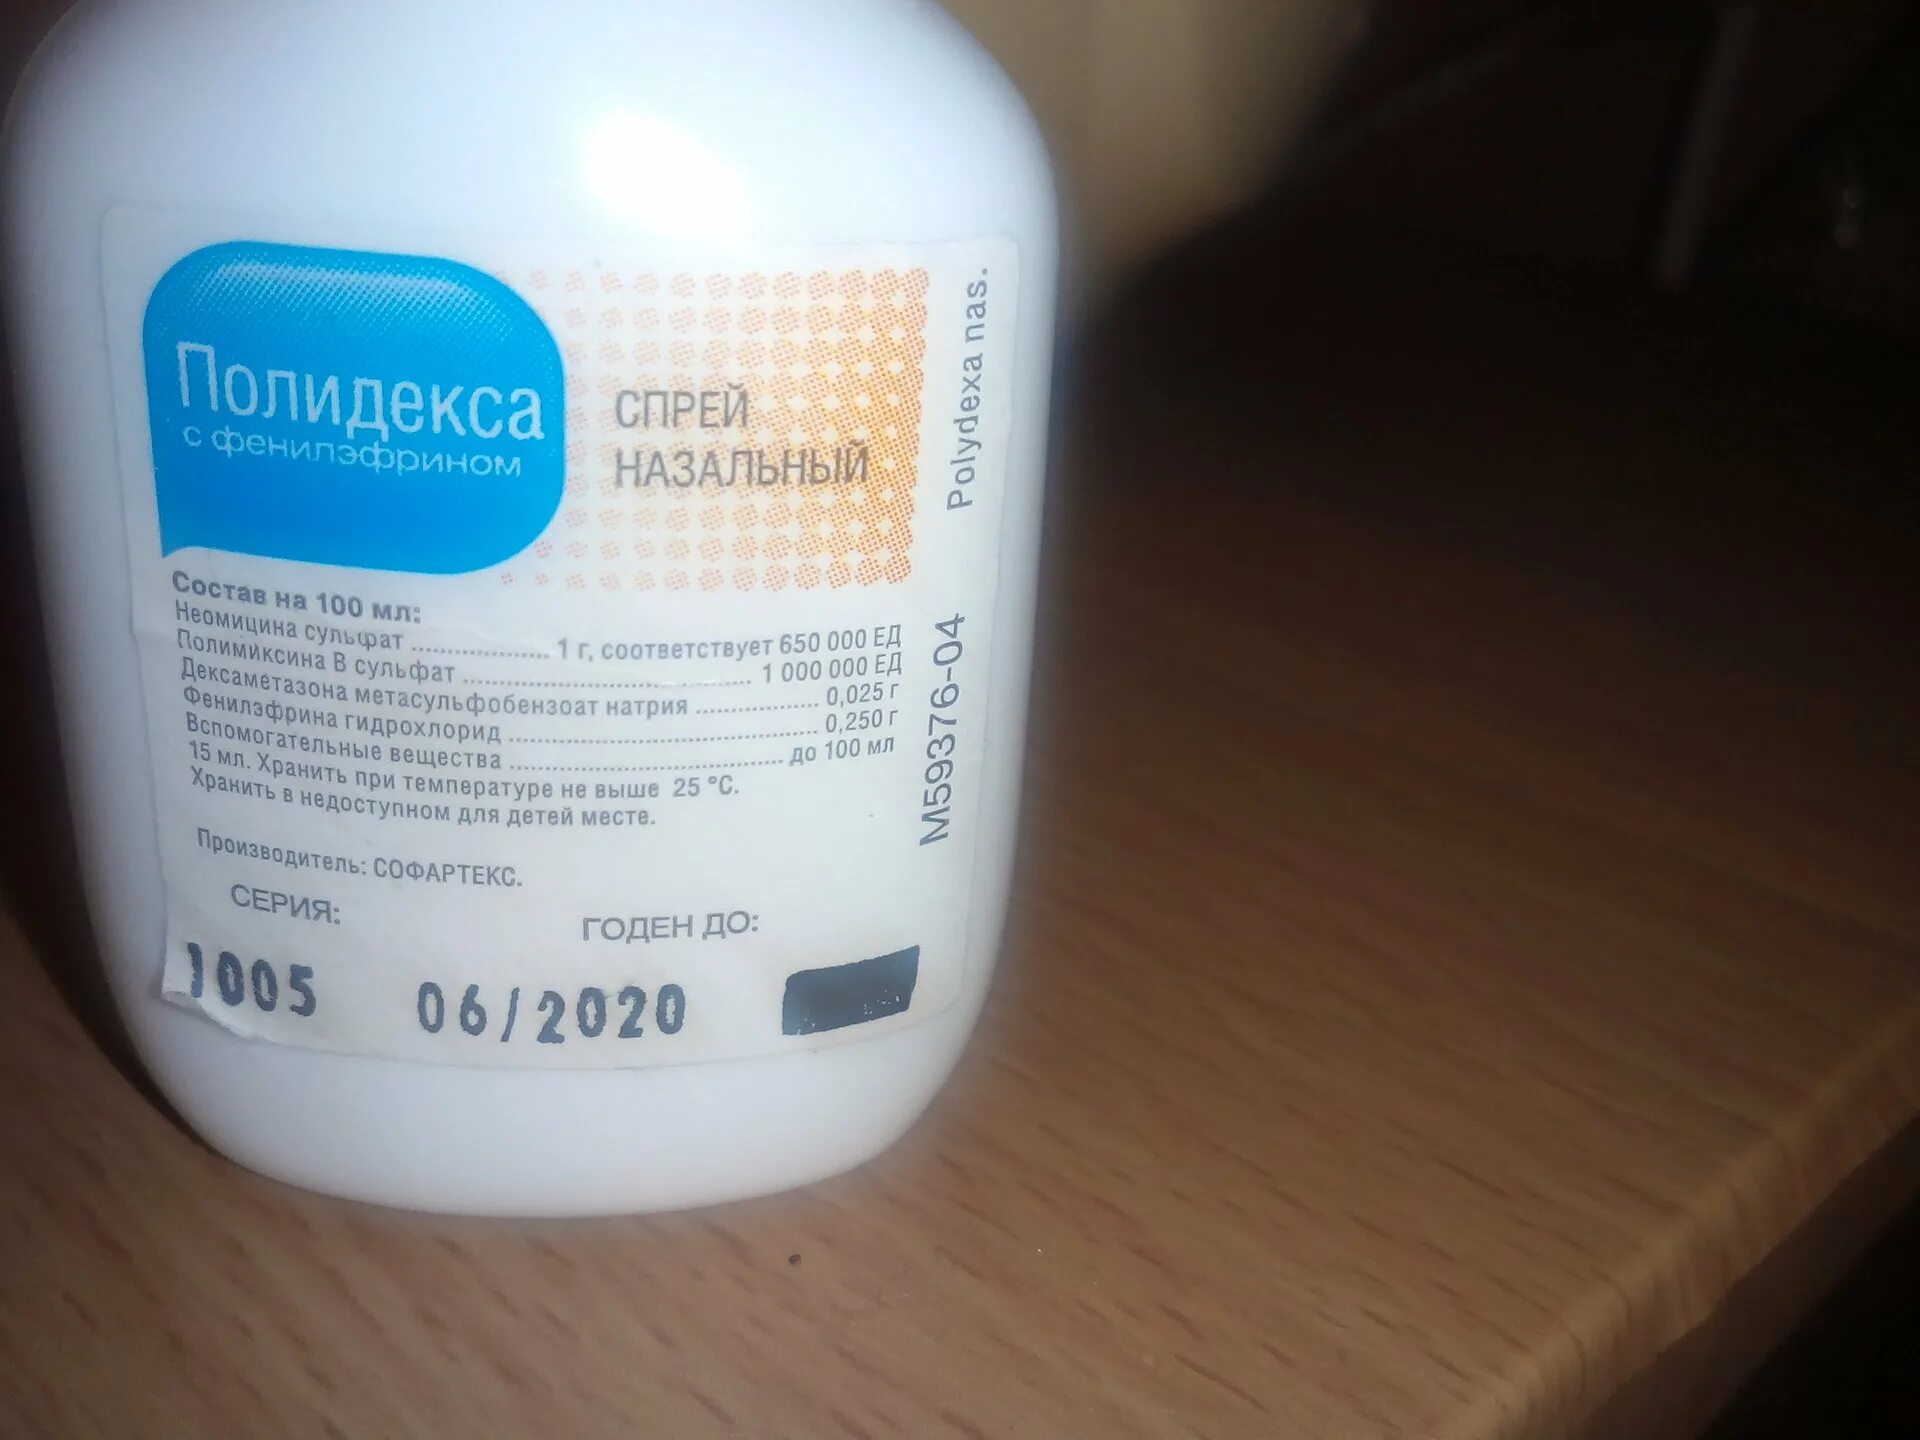 Полидекса
с фенилэфрином
СПРЕЙ
НАЗАЛЬНЫЙ
Состав на 100 мл:
Неомицина сульфат ................... 1 г, соответствует 650 000 ЕД
Полимиксина В сульфат ........................................ 1 000 000 ЕД
Дексаметазона метасульфобензоат натрия ................. 0,025 г
Фенилэфрина гидрохлорид .......................................... 0,250 г
Вспомогательные вещества ..................................... до 100 мл
15 мл. Хранить при температуре не выше 25 °С.
Хранить в недоступном для детей месте.
Производитель: СОФАРТЕКС.
СЕРИЯ: ГОДЕН ДО:
1005 06/2020
Polydexa nas.
M59376-04